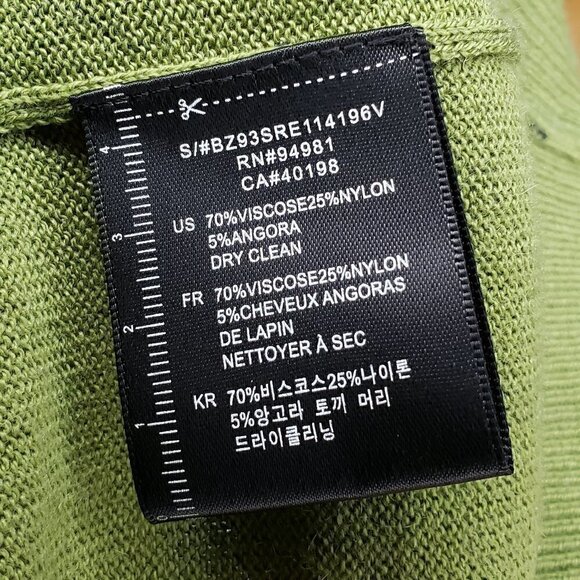 S/#BZ93SRE114196V
RN#94981
CA#40198
US 70%VISCOSE25%NYLON
5%ANGORA
DRY CLEAN
FR 70%VISCOSE25%NYLON
5%CHEVEUX ANGORAS
DE LAPIN
NETTOYER À SEC
KR 70%비스코스25%나이론
5%앙고라 토끼 머리
드라이클리닝
4
3
2
1